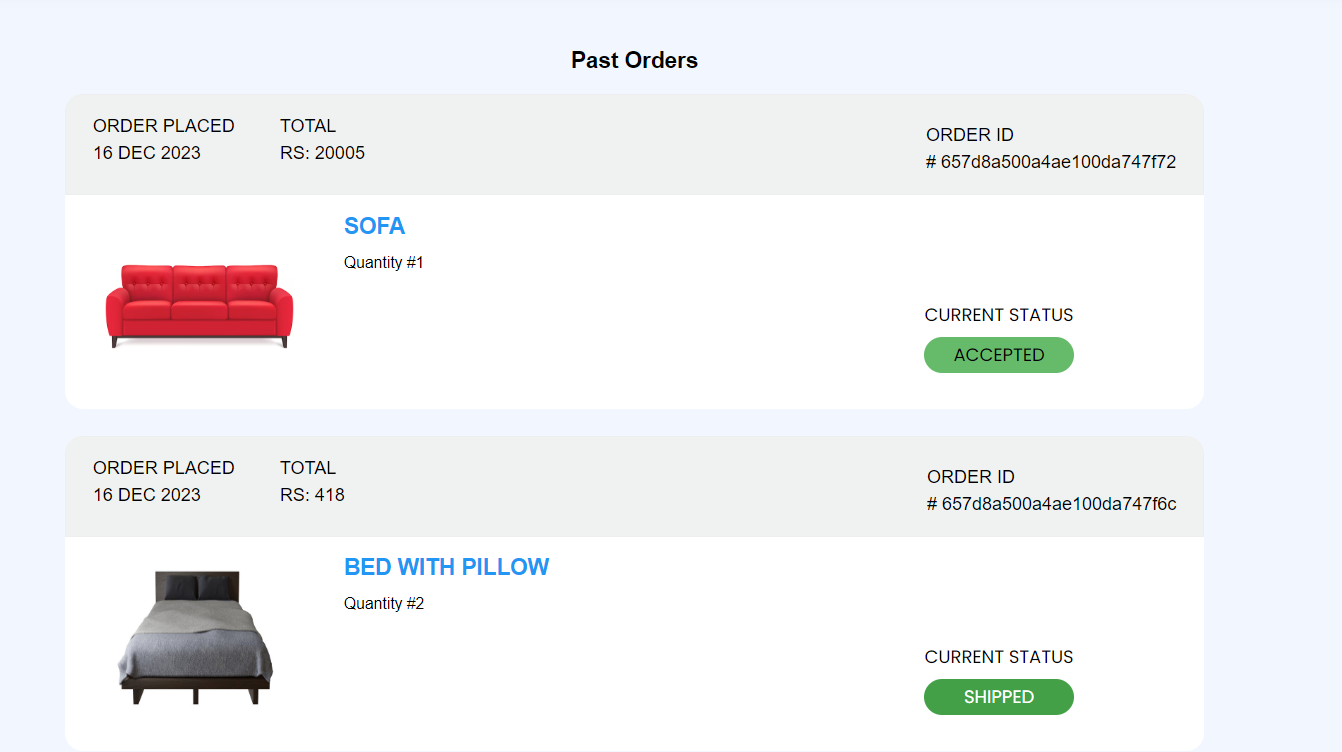 Past Orders
ORDER PLACED
16 DEC 2023
TOTAL
RS: 20005
ORDER ID
# 657d8a500a4ae100da747f72
SOFA
Quantity #1
CURRENT STATUS
ACCEPTED
ORDER PLACED
16 DEC 2023
TOTAL
RS: 418
ORDER ID
# 657d8a500a4ae100da747f6c
BED WITH PILLOW
Quantity #2
CURRENT STATUS
SHIPPED